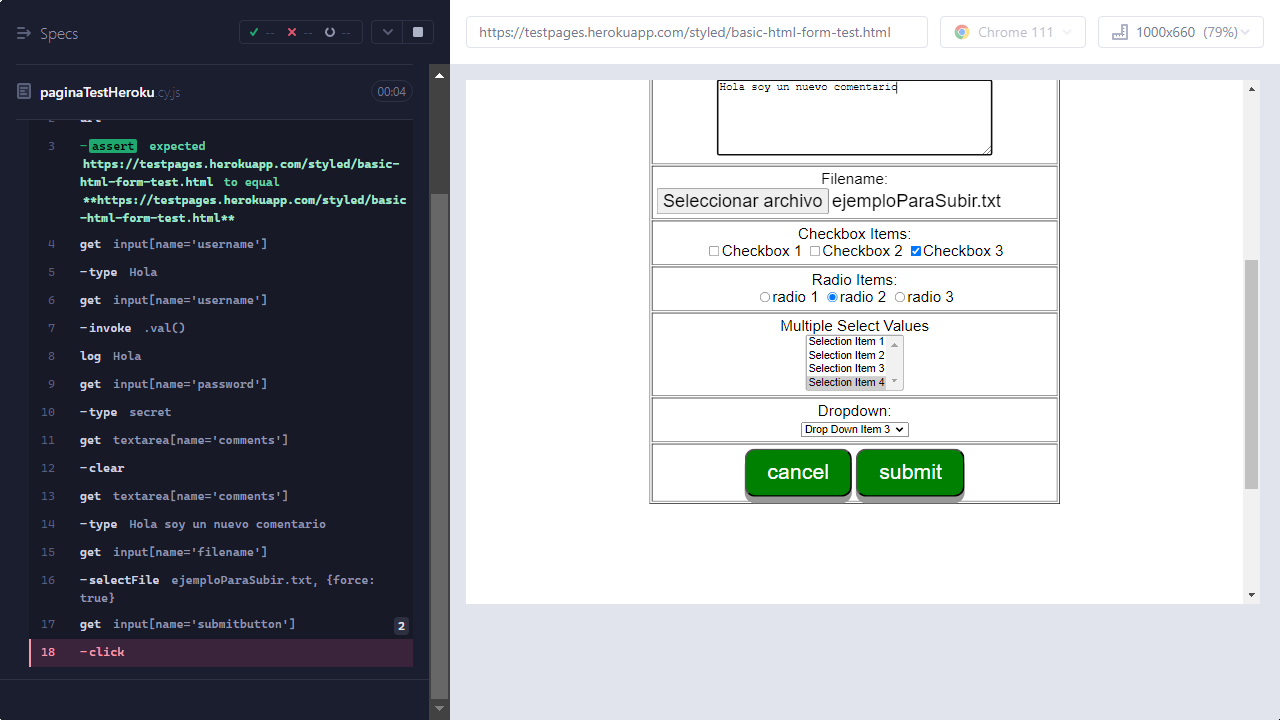 Specs
-- -- --
https://testpages.herokuapp.com/styled/basic-html-form-test.html
Chrome 111
1000x660 (79%)
paginaTestHeroku.cy.js
00:04
2 url
3 -assert expected
https://testpages.herokuapp.com/styled/basic-
html-form-test.html to equal
**https://testpages.herokuapp.com/styled/basic
-html-form-test.html**
4 get input[name='username']
5 -type Hola
6 get input[name='username']
7 -invoke .val()
8 log Hola
9 get input[name='password']
10 -type secret
11 get textarea[name='comments']
12 -clear
13 get textarea[name='comments']
14 -type Hola soy un nuevo comentario
15 get input[name='filename']
16 -selectFile ejemploParaSubir.txt, {force:
true}
17 get input[name='submitbutton'] 2
18 -click
Hola soy un nuevo comentario
Filename:
Seleccionar archivo ejemploParaSubir.txt
Checkbox Items:
Checkbox 1 Checkbox 2 Checkbox 3
Radio Items:
radio 1 radio 2 radio 3
Multiple Select Values
Selection Item 1
Selection Item 2
Selection Item 3
Selection Item 4
Dropdown:
Drop Down Item 3
cancel submit